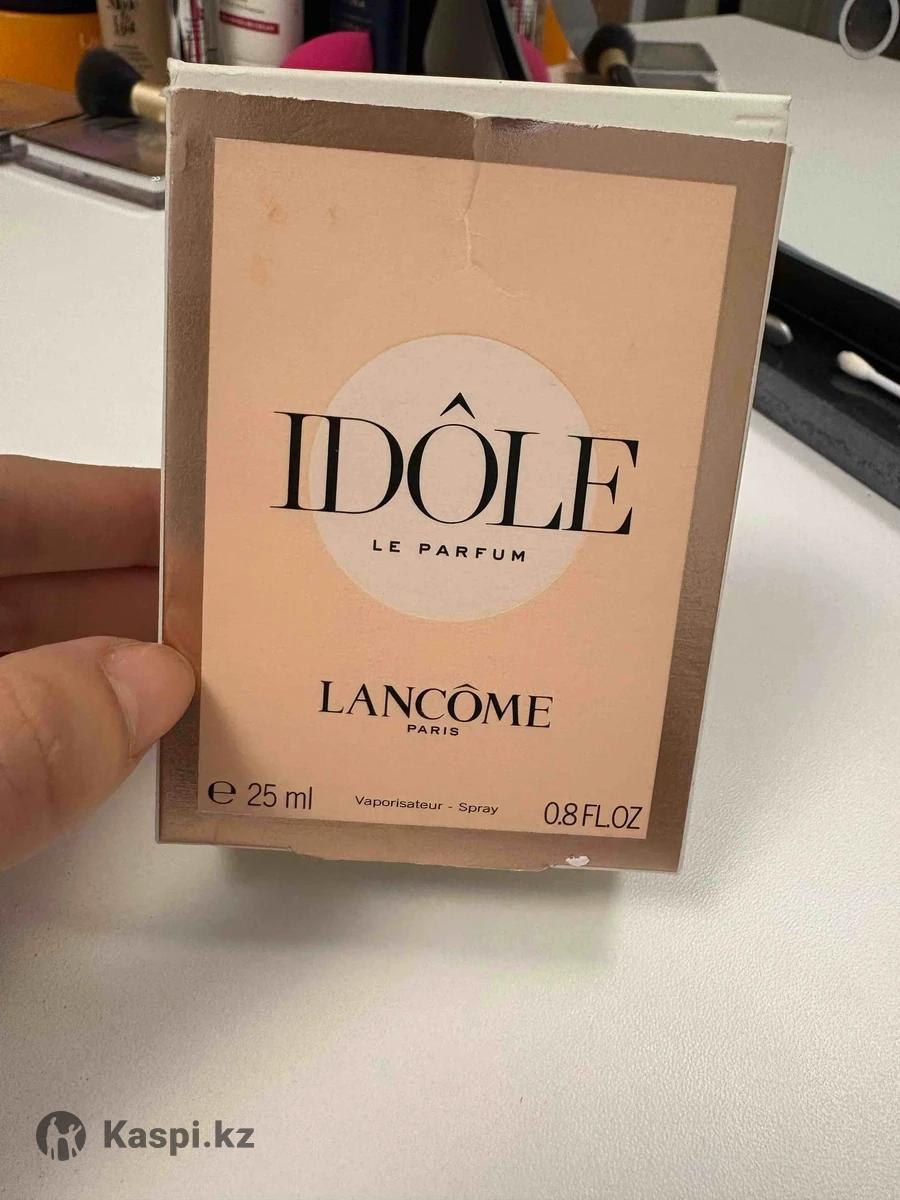 IDÔLE
LE PARFUM
LANCÔME
PARIS
℮ 25 ml Vaporisateur - Spray 0.8 FL.OZ
Kaspi.kz